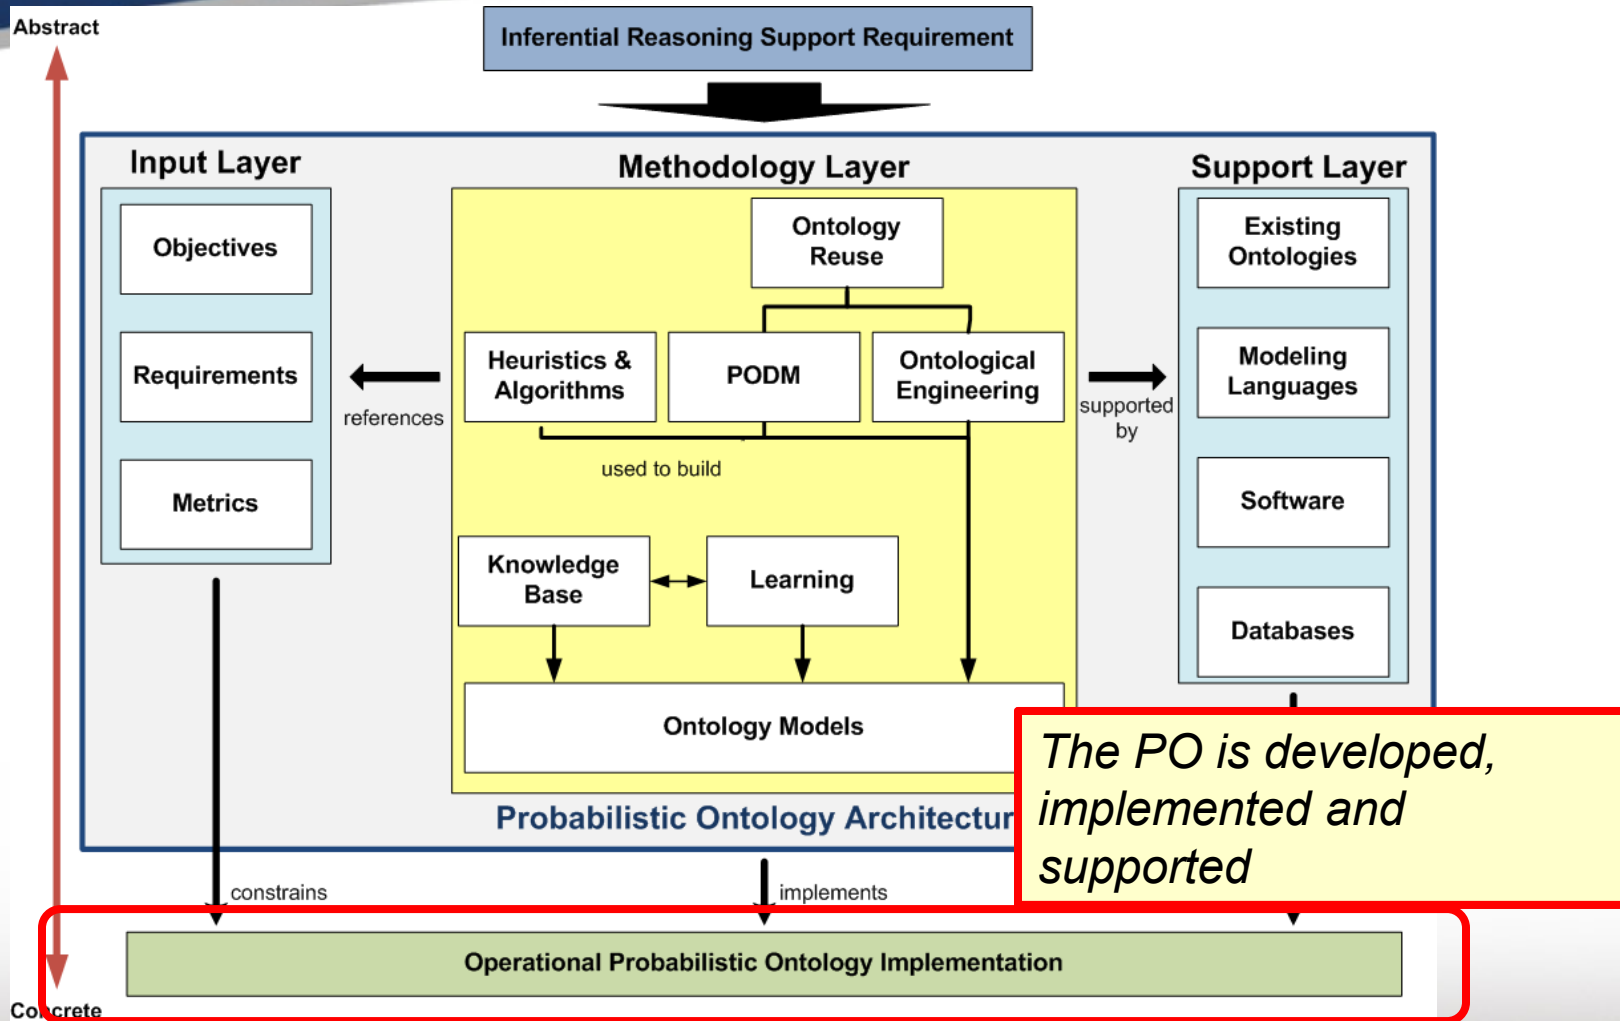 Abstract
Inferential Reasoning Support Requirement
Input Layer
Methodology Layer
Support Layer
Objectives
Requirements
Metrics
references
Ontology
Reuse
Heuristics &
Algorithms
PODM
Ontological
Engineering
used to build
Knowledge
Base
Learning
Ontology Models
supported
by
Existing
Ontologies
Modeling
Languages
Software
Databases
Probabilistic Ontology Architectur
The PO is developed,
implemented and
supported
constrains
implements
Operational Probabilistic Ontology Implementation
Concrete